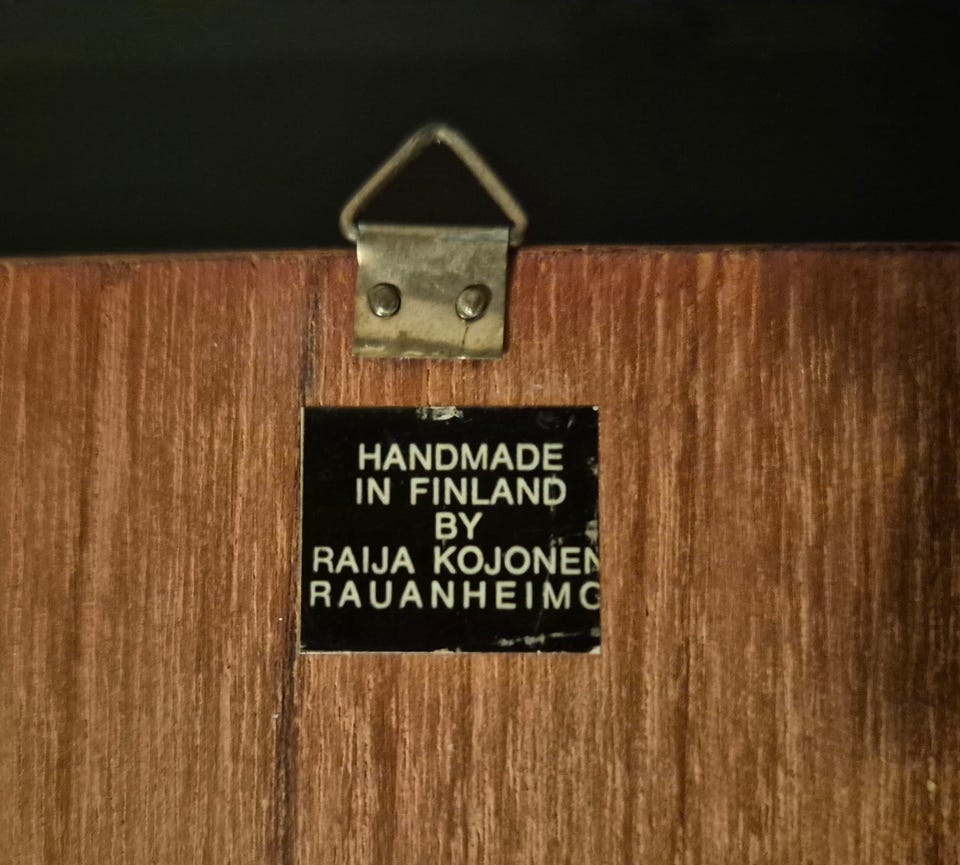 HANDMADE
IN FINLAND
BY
RAIJA KOJONEN
RAUANHEIMO